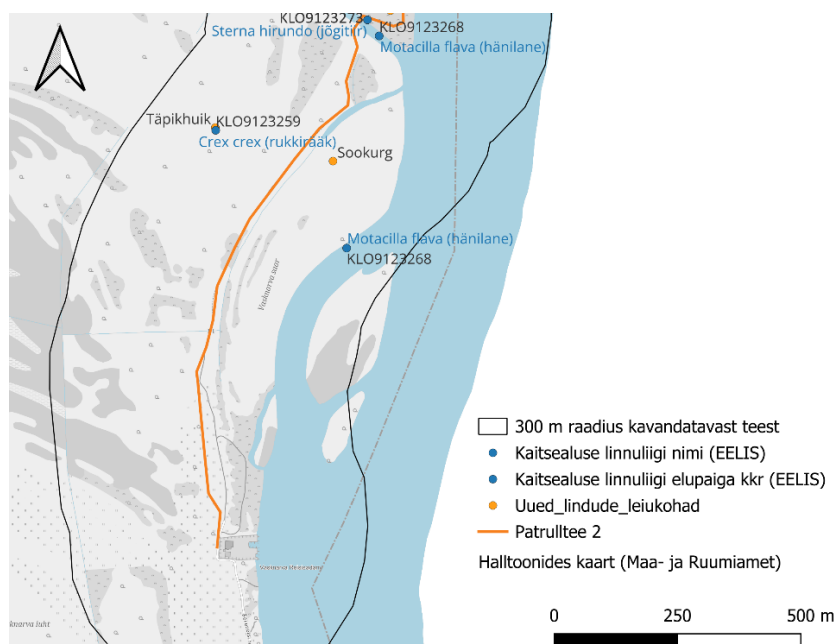 KLO9123273
Sterna hirundo (jõgitiir)
KLO9123268
Motacilla flava (hänilane)
Täpikhuik
KLO9123259
Crex crex (rukkirääk)
Sookurg
Motacilla flava (hänilane)
KLO9123268
Vasknarva saar
300 m raadius kavandatavast teest
Kaitsealuse linnuliigi nimi (EELIS)
Kaitsealuse linnuliigi elupaiga kkr (EELIS)
Uued_lindude_leiukohad
Patrulltee 2
Halltoonides kaart (Maa- ja Ruumiamet)
0
250
500 m